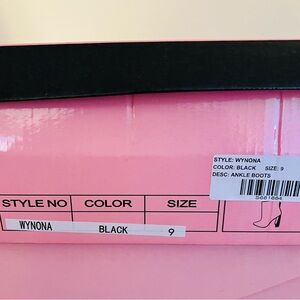 STYLE: WYNONA
COLOR: BLACK SIZE: 9
DESC: ANKLE BOOTS
STYLE NO COLOR SIZE
WYNONA BLACK 9